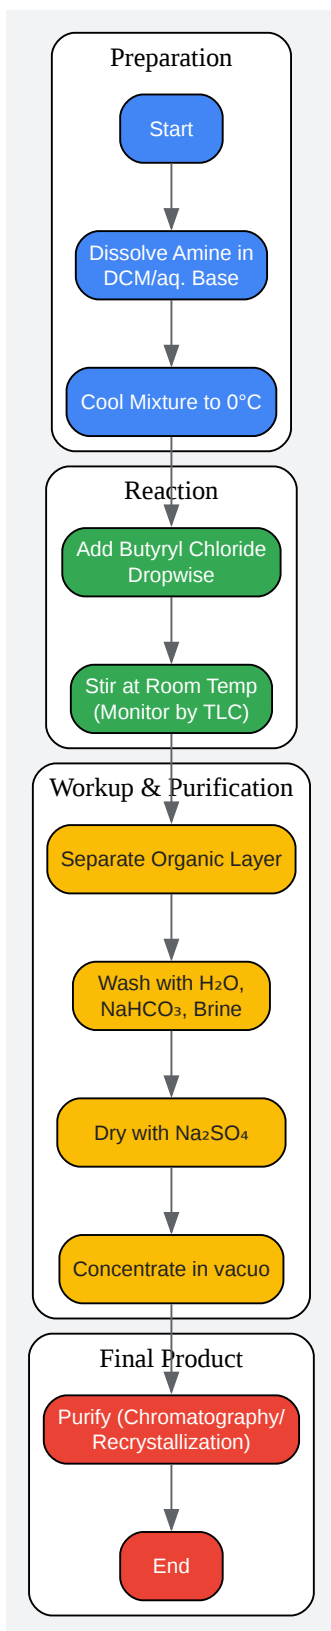 Preparation
Start
Dissolve Amine in
DCM/aq. Base
Cool Mixture to 0°C
Reaction
Add Butyryl Chloride
Dropwise
Stir at Room Temp
(Monitor by TLC)
Workup & Purification
Separate Organic Layer
Wash with H₂O,
NaHCO₃, Brine
Dry with Na₂SO₄
Concentrate in vacuo
Final Product
Purify (Chromatography/
Recrystallization)
End